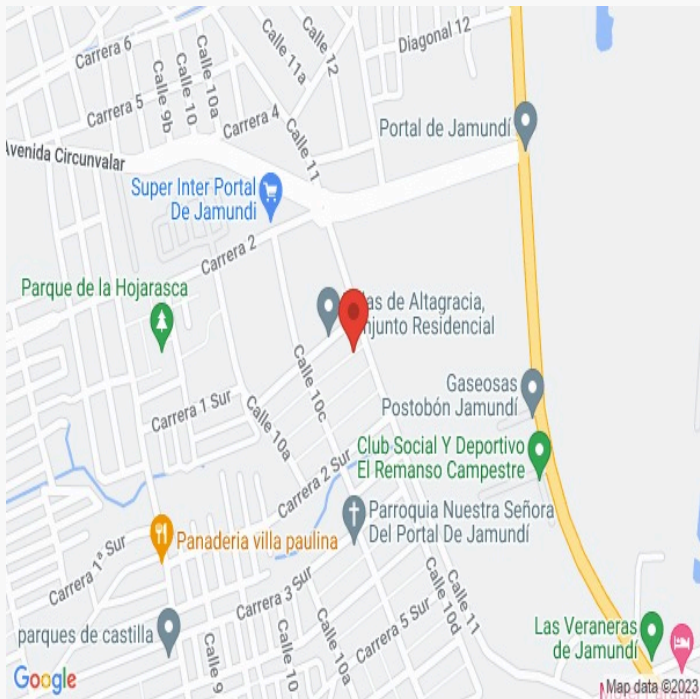 Carrera 6
Calle 11a
Calle 12
Diagonal 12
Calle 10a
Calle 10
Calle 9b
Carrera 5
Carrera 4
Calle 11
Portal de Jamundí
Avenida Circunvalar
Super Inter Portal
De Jamundi
Carrera 2
Parque de la Hojarasca
de Altagracia,
Residencial
Gaseosas
Postobón Jamundí
Carrera 1 Sur
Calle 10c
Calle 10a
Club Social Y Deportivo
El Remanso Campestre
Carrera 2 Sur
Parroquia Nuestra Señora
Del Portal De Jamundí
Panaderia villa paulina
Carrera 1ª Sur
Carrera 3 Sur
Calle 10d
Calle 11
Carrera 5 Sur
parques de castilla
Calle 9
Calle 10
Calle 10a
Las Veraneras
de Jamundí
Google
Map data ©2023